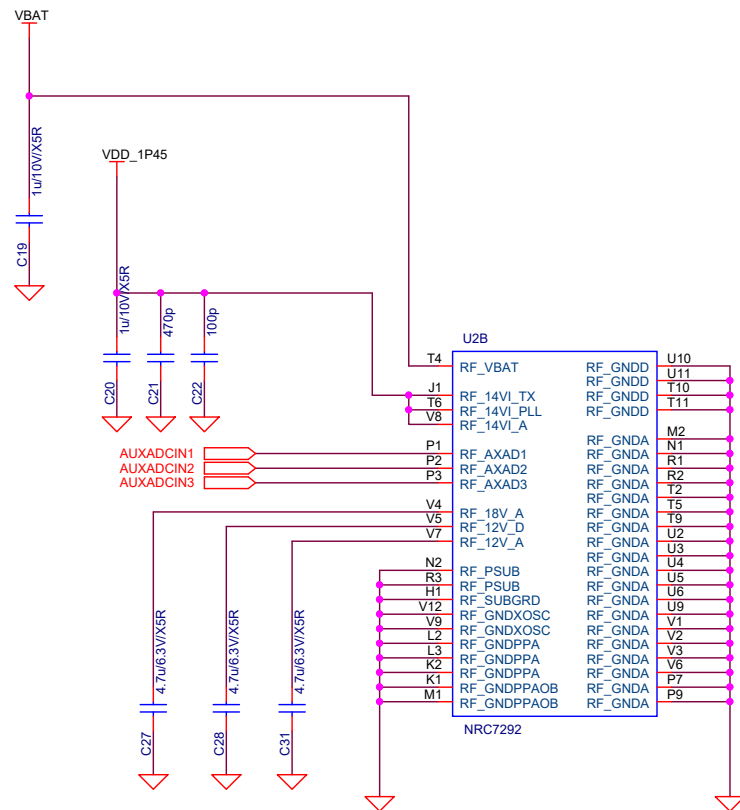 VBAT
1u/10V/X5R
C19
VDD_1P45
1u/10V/X5R
470p
100p
C20
C21
C22
U2B
T4 RF_VBAT RF_GNDD U10
RF_GNDD U11
J1 RF_14VI_TX RF_GNDD T10
T6 RF_14VI_PLL RF_GNDD T11
V8 RF_14VI_A
RF_GNDA M2
AUXADCIN1 P1 RF_AXAD1 RF_GNDA N1
AUXADCIN2 P2 RF_AXAD2 RF_GNDA R1
AUXADCIN3 P3 RF_AXAD3 RF_GNDA R2
RF_GNDA T2
V4 RF_18V_A RF_GNDA T5
V5 RF_12V_D RF_GNDA T9
V7 RF_12V_A RF_GNDA U2
RF_GNDA U3
N2 RF_PSUB RF_GNDA U4
R3 RF_PSUB RF_GNDA U5
H1 RF_SUBGRD RF_GNDA U6
V12 RF_GNDXOSC RF_GNDA U9
V9 RF_GNDXOSC RF_GNDA V1
L2 RF_GNDPPA RF_GNDA V2
L3 RF_GNDPPA RF_GNDA V3
K2 RF_GNDPPA RF_GNDA V6
K1 RF_GNDPPAOB RF_GNDA P7
M1 RF_GNDPPAOB RF_GNDA P9
NRC7292
4.7u/6.3V/X5R
4.7u/6.3V/X5R
4.7u/6.3V/X5R
C27
C28
C31